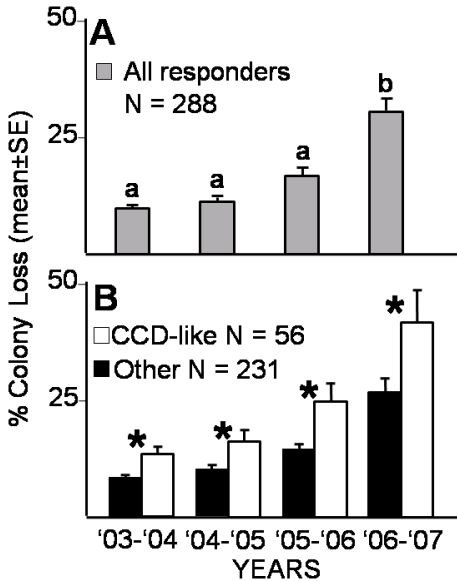 % Colony Loss (mean±SE)
50
A
All responders
N = 288
b
25
a
a
a
50
B
CCD-like N = 56
*
Other N = 231
*
25
*
*
‘03-‘04 ‘04-‘05 ‘05-‘06 ‘06-‘07
YEARS